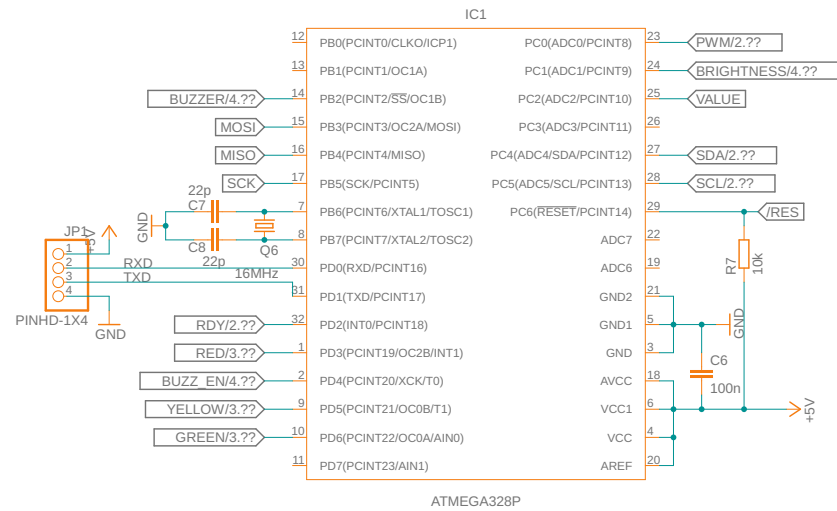 IC1
12 PB0(PCINT0/CLKO/ICP1)
13 PB1(PCINT1/OC1A)
BUZZER/4.?? 14 PB2(PCINT2/SS/OC1B)
MOSI 15 PB3(PCINT3/OC2A/MOSI)
MISO 16 PB4(PCINT4/MISO)
SCK 17 PB5(SCK/PCINT5)
7 PB6(PCINT6/XTAL1/TOSC1)
8 PB7(PCINT7/XTAL2/TOSC2)
30 PD0(RXD/PCINT16)
31 PD1(TXD/PCINT17)
RDY/2.?? 32 PD2(INT0/PCINT18)
RED/3.?? 1 PD3(PCINT19/OC2B/INT1)
BUZZ_EN/4.?? 2 PD4(PCINT20/XCK/T0)
YELLOW/3.?? 9 PD5(PCINT21/OC0B/T1)
GREEN/3.?? 10 PD6(PCINT22/OC0A/AIN0)
11 PD7(PCINT23/AIN1)
PC0(ADC0/PCINT8) 23 PWM/2.??
PC1(ADC1/PCINT9) 24 BRIGHTNESS/4.??
PC2(ADC2/PCINT10) 25 VALUE
PC3(ADC3/PCINT11) 26
PC4(ADC4/SDA/PCINT12) 27 SDA/2.??
PC5(ADC5/SCL/PCINT13) 28 SCL/2.??
PC6(RESET/PCINT14) 29 /RES
ADC7 22
ADC6 19
GND2 21
GND1 5
GND 3
AVCC 18
VCC1 6
VCC 4
AREF 20
ATMEGA328P
22p
C7
GND
C8
22p
Q6
16MHz
JP1
+5V
1
2
3
4
RXD
TXD
PINHD-1X4
GND
R7
10k
GND
C6
100n
+5V